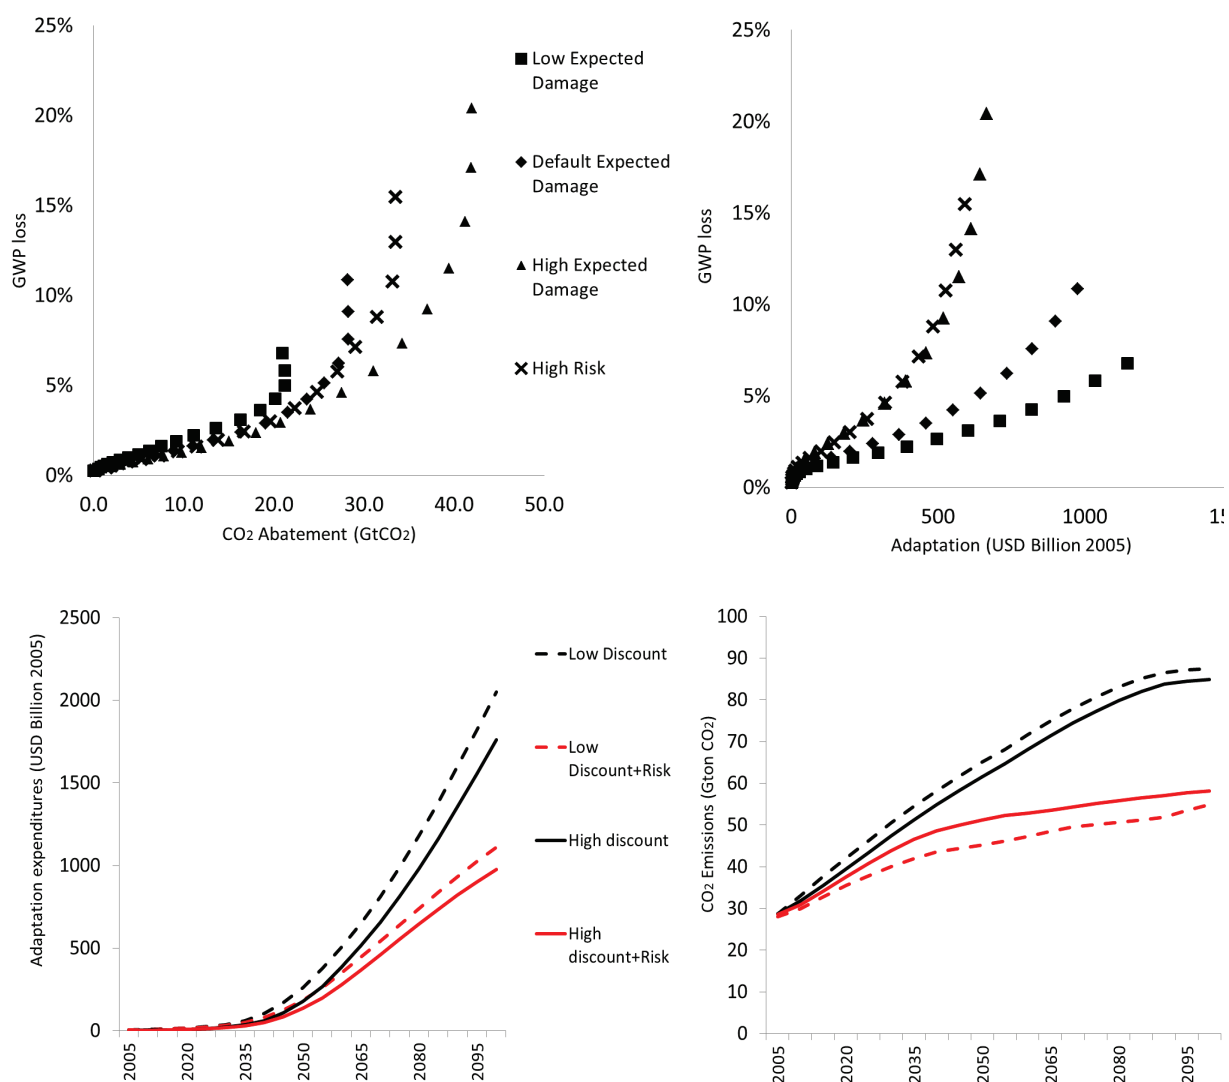 25%
20%
15%
10%
5%
0%
GWP loss
0.0
10.0
20.0
30.0
40.0
50.0
CO2 Abatement (GtCO2)
Low Expected
Damage
Default Expected
Damage
High Expected
Damage
High Risk
25%
20%
15%
10%
5%
0%
GWP loss
0
500
1000
15
Adaptation (USD Billion 2005)
2500
2000
1500
1000
500
0
Adaptation expenditures (USD Billion 2005)
2005
2020
2035
2050
2065
2080
2095
Low Discount
Low
Discount+Risk
High discount
High
discount+Risk
100
90
80
70
60
50
40
30
20
10
0
CO2 Emissions (Gton CO2)
2005
2020
2035
2050
2065
2080
2095